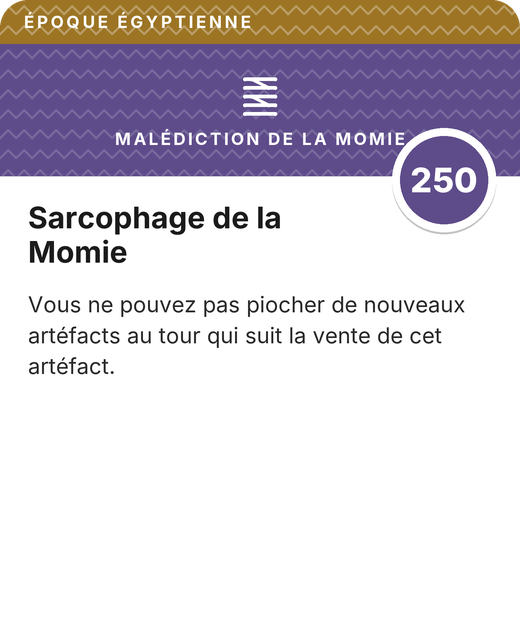 ÉPOQUE ÉGYPTIENNE
MALÉDICTION DE LA MOMIE
250
Sarcophage de la
Momie
Vous ne pouvez pas piocher de nouveaux
artéfacts au tour qui suit la vente de cet
artéfact.